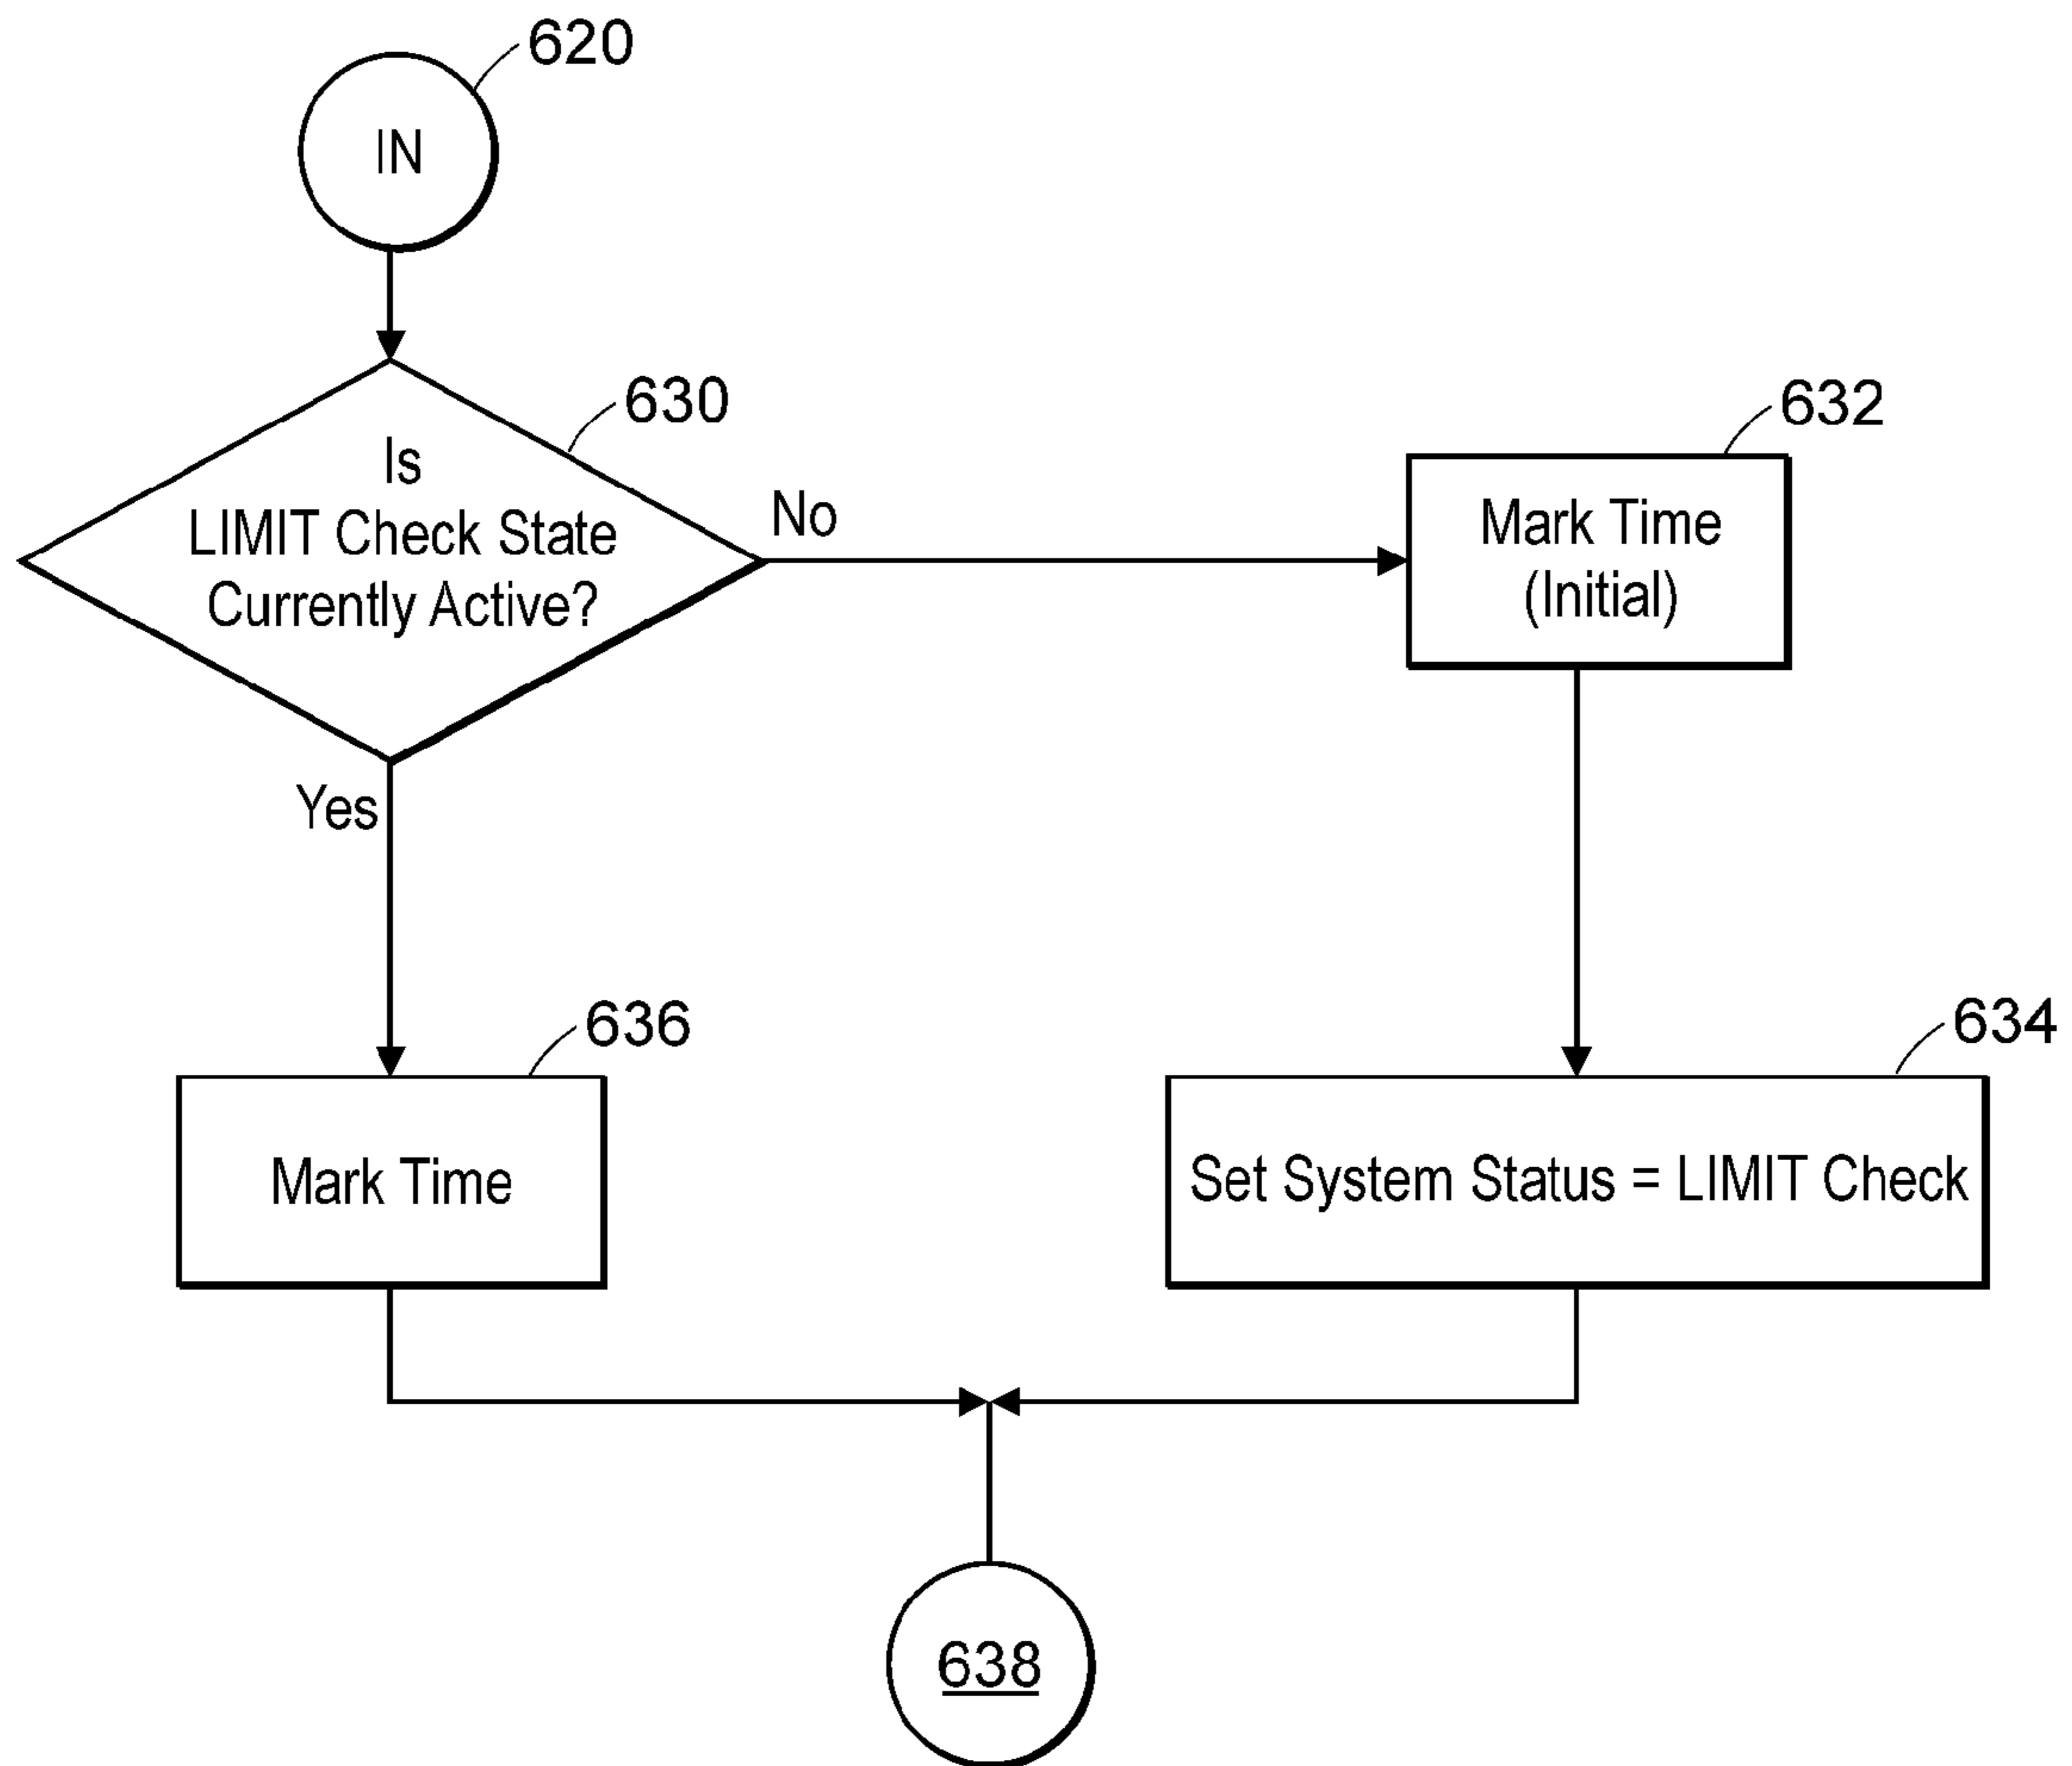 620
IN
630
Is
LIMIT Check State
Currently Active?
No
632
Mark Time
(Initial)
Yes
636
Mark Time
634
Set System Status = LIMIT Check
638